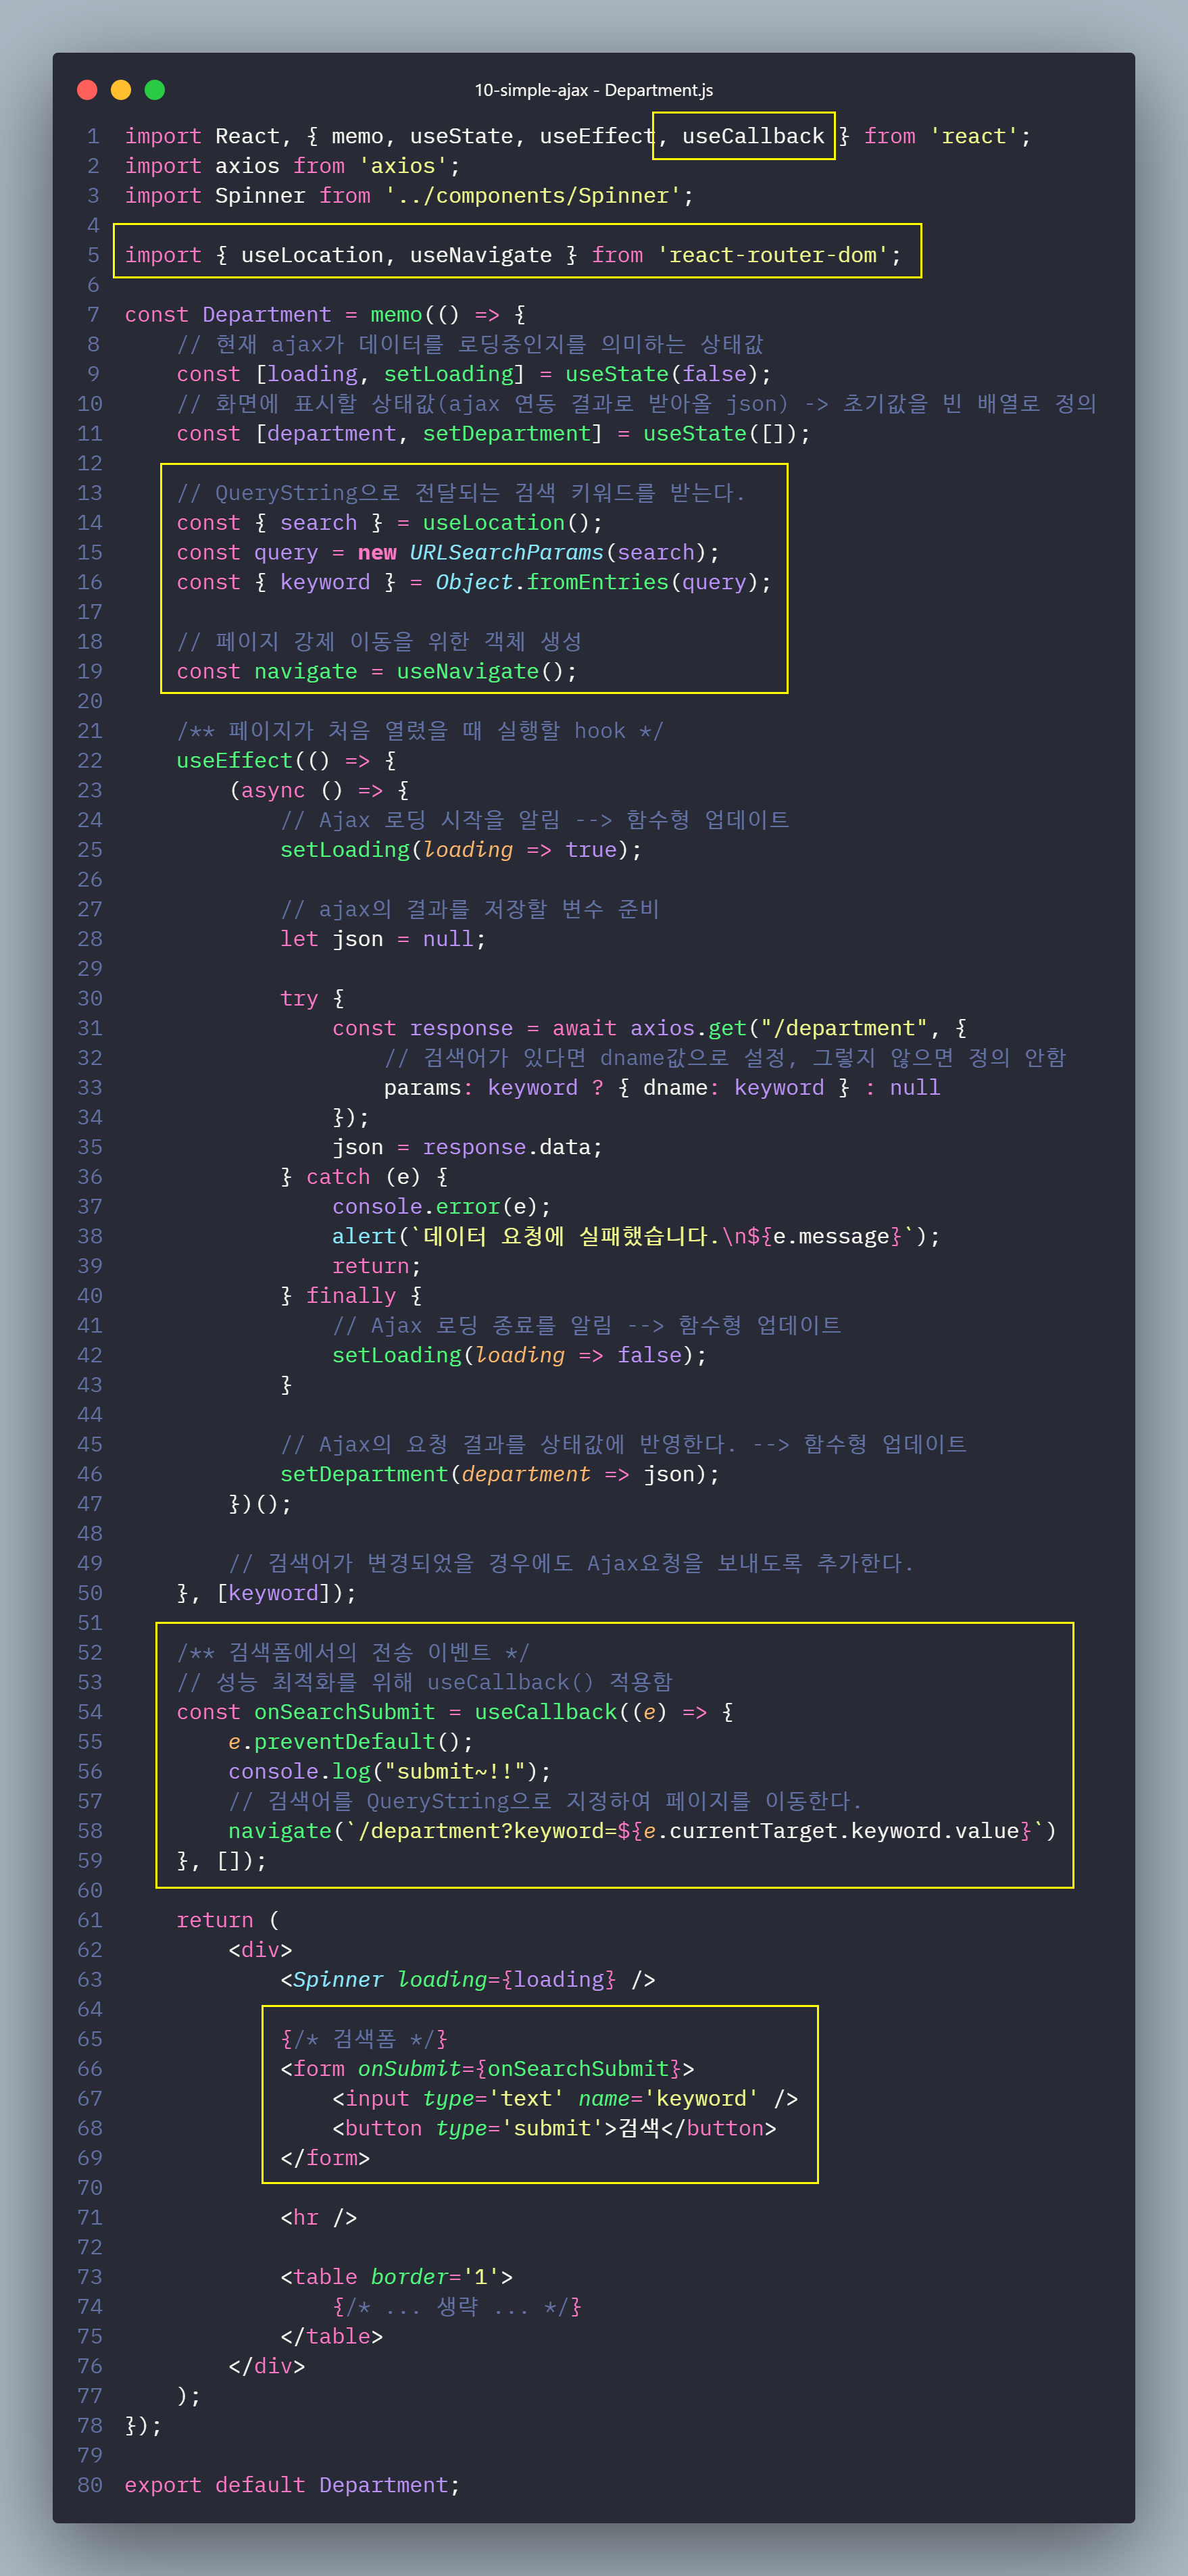 10-simple-ajax - Department.js
1 import React, { memo, useState, useEffect, useCallback } from 'react';
2 import axios from 'axios';
3 import Spinner from '../components/Spinner';
4
5 import { useLocation, useNavigate } from 'react-router-dom';
6
7 const Department = memo(() => {
8     // 현재 ajax가 데이터를 로딩중인지를 의미하는 상태값
9     const [loading, setLoading] = useState(false);
10     // 화면에 표시할 상태값(ajax 연동 결과로 받아올 json) -> 초기값을 빈 배열로 정의
11     const [department, setDepartment] = useState([]);
12
13     // QueryString으로 전달되는 검색 키워드를 받는다.
14     const { search } = useLocation();
15     const query = new URLSearchParams(search);
16     const { keyword } = Object.fromEntries(query);
17
18     // 페이지 강제 이동을 위한 객체 생성
19     const navigate = useNavigate();
20
21     /** 페이지가 처음 열렸을 때 실행할 hook */
22     useEffect(() => {
23         (async () => {
24             // Ajax 로딩 시작을 알림 --> 함수형 업데이트
25             setLoading(loading => true);
26
27             // ajax의 결과를 저장할 변수 준비
28             let json = null;
29
30             try {
31                 const response = await axios.get("/department", {
32                     // 검색어가 있다면 dname값으로 설정, 그렇지 않으면 정의 안함
33                     params: keyword ? { dname: keyword } : null
34                 });
35                 json = response.data;
36             } catch (e) {
37                 console.error(e);
38                 alert(`데이터 요청에 실패했습니다.\n${e.message}`);
39                 return;
40             } finally {
41                 // Ajax 로딩 종료를 알림 --> 함수형 업데이트
42                 setLoading(loading => false);
43             }
44
45             // Ajax의 요청 결과를 상태값에 반영한다. --> 함수형 업데이트
46             setDepartment(department => json);
47         })();
48
49         // 검색어가 변경되었을 경우에도 Ajax요청을 보내도록 추가한다.
50     }, [keyword]);
51
52     /** 검색폼에서의 전송 이벤트 */
53     // 성능 최적화를 위해 useCallback() 적용함
54     const onSearchSubmit = useCallback((e) => {
55         e.preventDefault();
56         console.log("submit~!!");
57         // 검색어를 QueryString으로 지정하여 페이지를 이동한다.
58         navigate(`/department?keyword=${e.currentTarget.keyword.value}`)
59     }, []);
60
61     return (
62         <div>
63             <Spinner loading={loading} />
64
65             {/* 검색폼 */}
66             <form onSubmit={onSearchSubmit}>
67                 <input type='text' name='keyword' />
68                 <button type='submit'>검색</button>
69             </form>
70
71             <hr />
72
73             <table border='1'>
74                 {/* ... 생략 ... */}
75             </table>
76         </div>
77     );
78 });
79
80 export default Department;